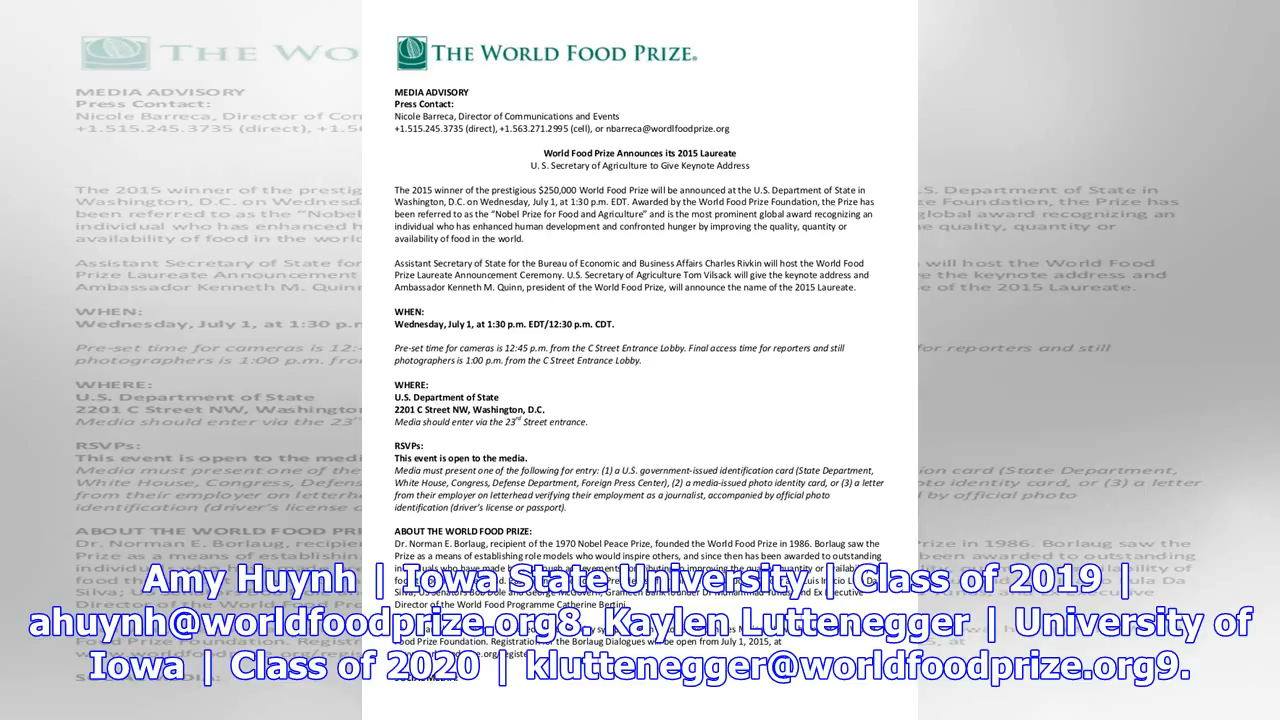 THE WORLD FOOD PRIZE®
MEDIA ADVISORY
Press Contact:
Nicole Barreca, Director of Communications and Events
+1.515.245.3735 (direct), +1.563.271.2995 (cell), or nbarreca@wordlfoodprize.org
World Food Prize Announces its 2015 Laureate
U. S. Secretary of Agriculture to Give Keynote Address
The 2015 winner of the prestigious $250,000 World Food Prize will be announced at the U.S. Department of State in
Washington, D.C. on Wednesday, July 1, at 1:30 p.m. EDT. Awarded by the World Food Prize Foundation, the Prize has
been referred to as the “Nobel Prize for Food and Agriculture” and is the most prominent global award recognizing an
individual who has enhanced human development and confronted hunger by improving the quality, quantity or
availability of food in the world.
Assistant Secretary of State for the Bureau of Economic and Business Affairs Charles Rivkin will host the World Food
Prize Laureate Announcement Ceremony. U.S. Secretary of Agriculture Tom Vilsack will give the keynote address and
Ambassador Kenneth M. Quinn, president of the World Food Prize, will announce the name of the 2015 Laureate.
WHEN:
Wednesday, July 1, at 1:30 p.m. EDT/12:30 p.m. CDT.
Pre-set time for cameras is 12:45 p.m. from the C Street Entrance Lobby. Final access time for reporters and still
photographers is 1:00 p.m. from the C Street Entrance Lobby.
WHERE:
U.S. Department of State
2201 C Street NW, Washington, D.C.
Media should enter via the 23rd Street entrance.
RSVPs:
This event is open to the media.
Media must present one of the following for entry: (1) a U.S. government-issued identification card (State Department,
White House, Congress, Defense Department, Foreign Press Center), (2) a media-issued photo identity card, or (3) a letter
from their employer on letterhead verifying their employment as a journalist, accompanied by official photo
identification (driver’s license or passport).
ABOUT THE WORLD FOOD PRIZE:
Dr. Norman E. Borlaug, recipient of the 1970 Nobel Peace Prize, founded the World Food Prize in 1986. Borlaug saw the
Prize as a means of establishing role models who would inspire others, and since then has been awarded to outstanding
Director of the World Food Programme Catherine Bertini.
Amy Huynh | Iowa State University | Class of 2019 |
ahuynh@worldfoodprize.org8. Kaylen Luttenegger | University of
Iowa | Class of 2020 | kluttenegger@worldfoodprize.org9.